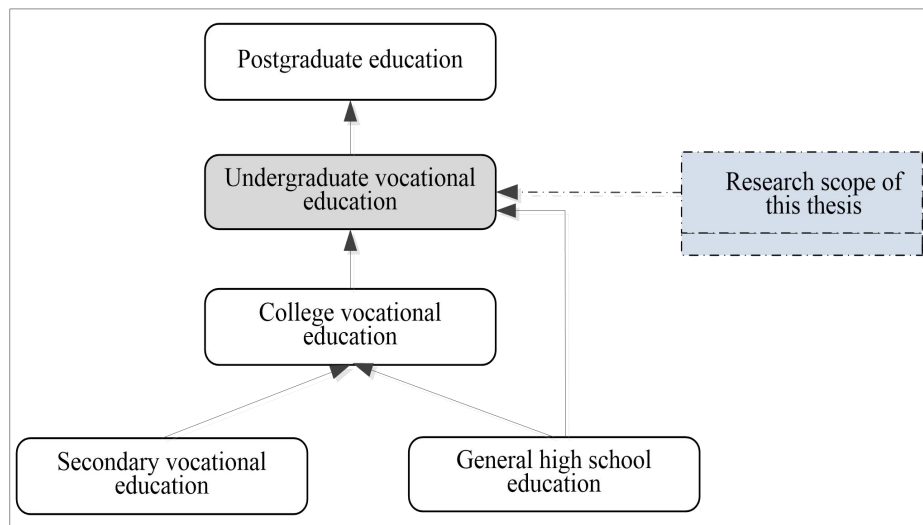 Postgraduate education
Undergraduate vocational
education
Research scope of
this thesis
College vocational
education
Secondary vocational
education
General high school
education